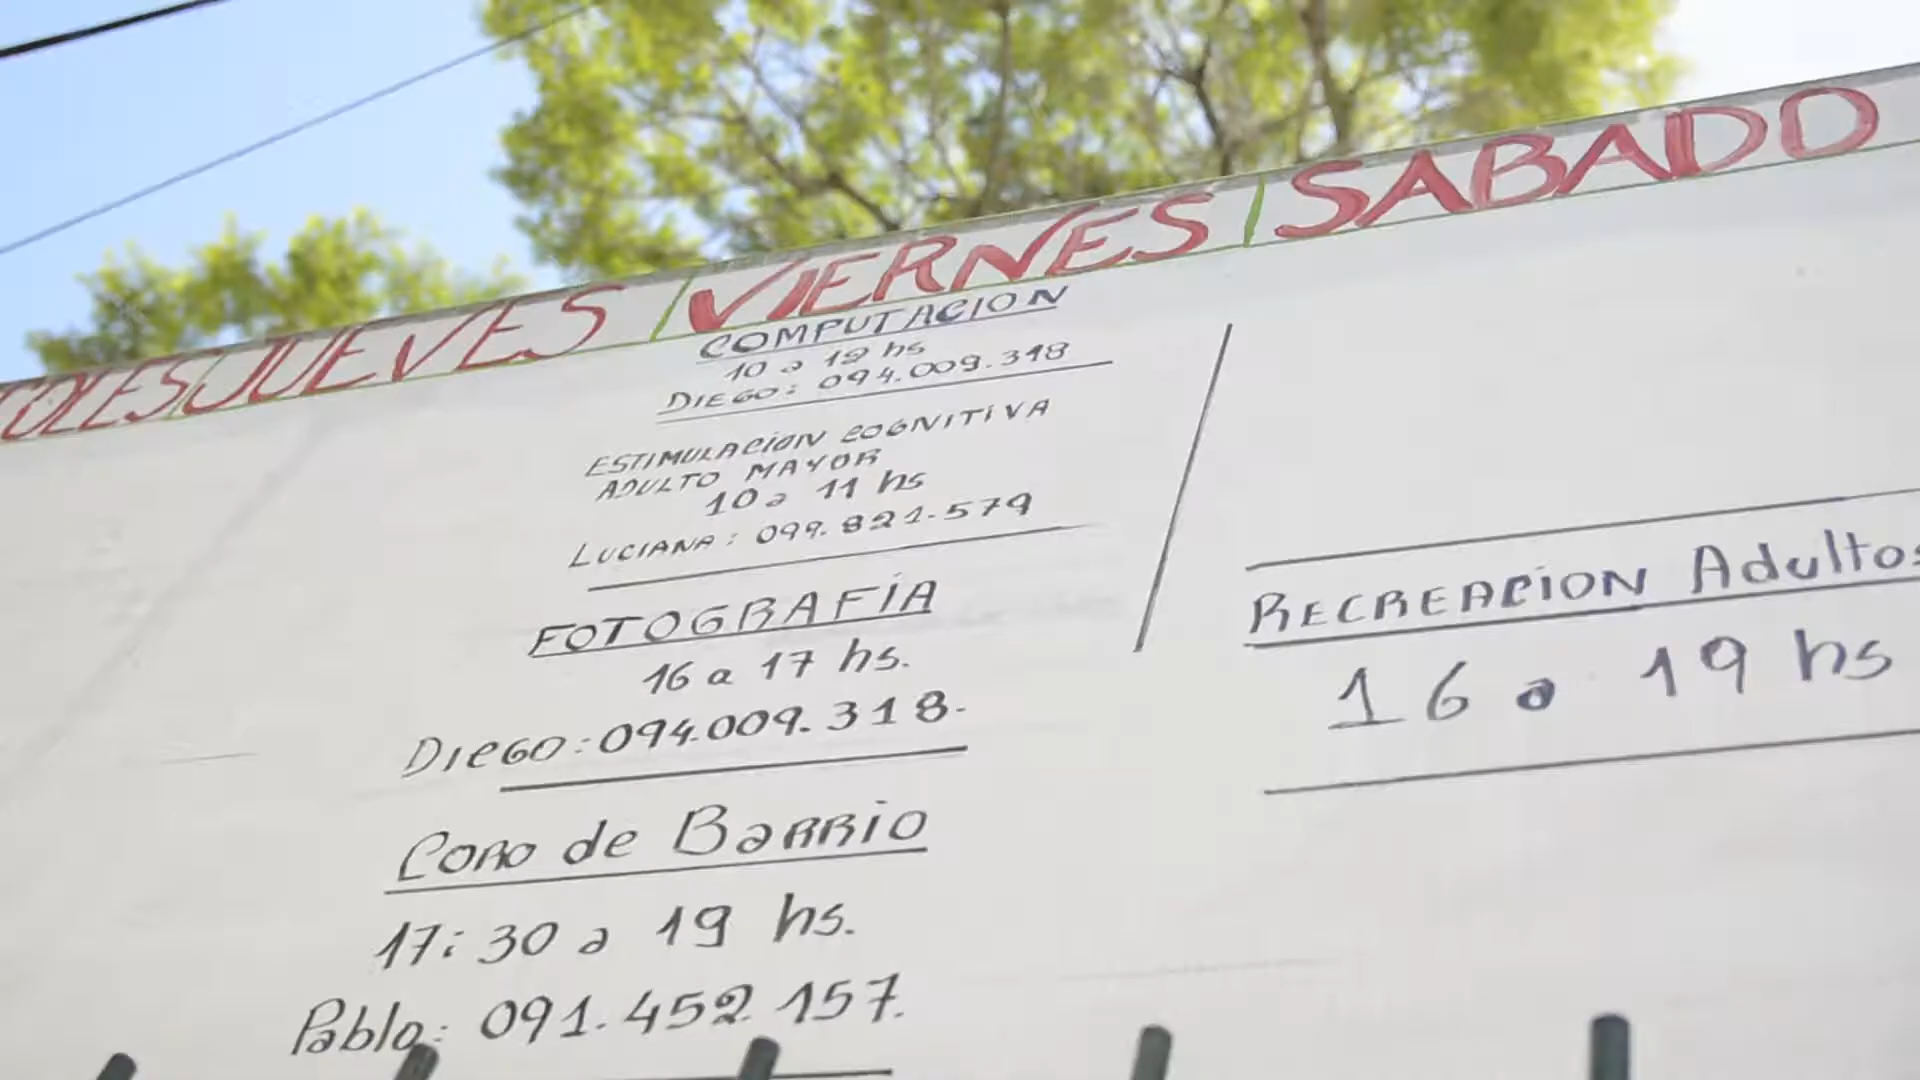 JUEVES VIERNES SABADO
COMPUTACION
10 a 12 hs
DIEGO: 094.009.318
ESTIMULACION COGNITIVA
ADULTO MAYOR
10 a 11 hs
LUCIANA: 099.821.579
FOTOGRAFÍA
16 a 17 hs.
DIEGO: 094.009.318.
CORO de BARRIO
17:30 a 19 hs.
Pablo: 091.452.157.
RECREACION Adultos
16 a 19 hs